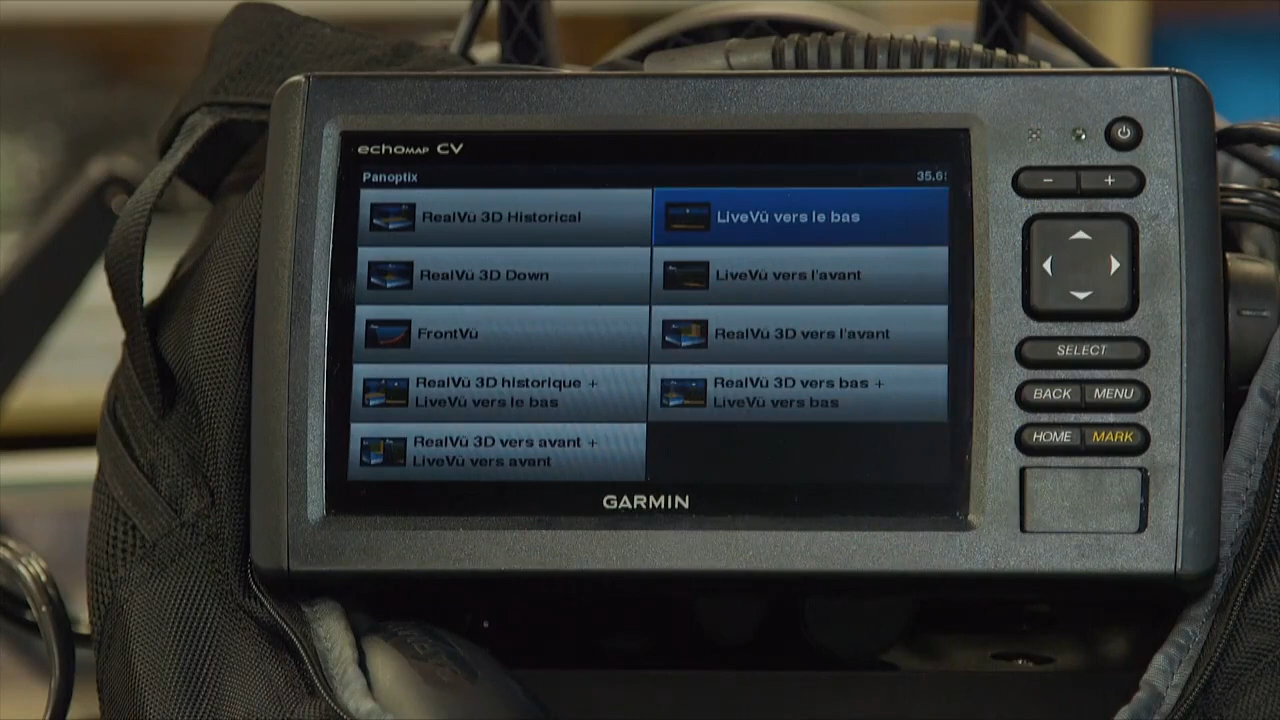 echoMAP CV
Panoptix
35.6
RealVü 3D Historical
LiveVü vers le bas
RealVü 3D Down
LiveVü vers l'avant
FrontVü
RealVü 3D vers l'avant
RealVü 3D historique +
LiveVü vers le bas
RealVü 3D vers bas +
LiveVü vers bas
RealVü 3D vers avant +
LiveVü vers avant
GARMIN
SELECT
BACK MENU
HOME MARK